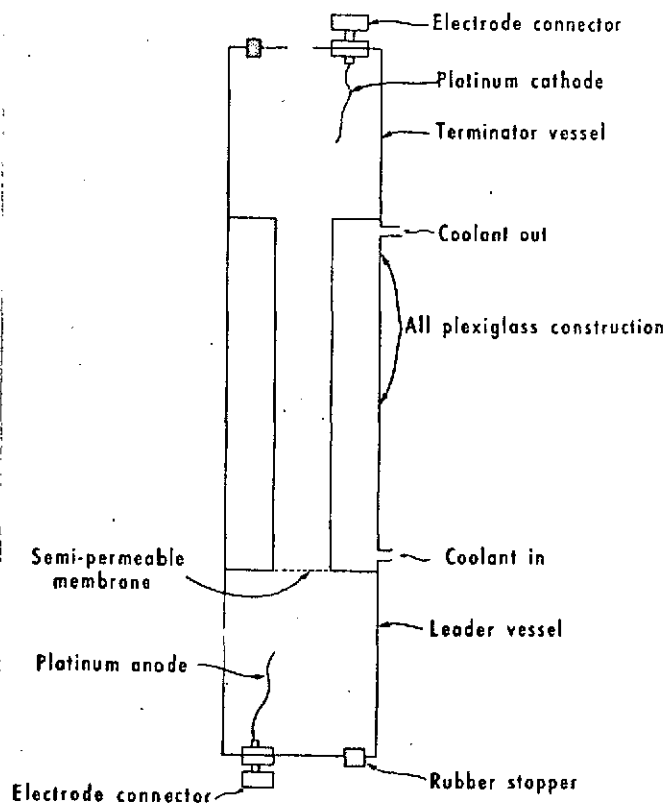 Electrode connector
Platinum cathode
Terminator vessel
Coolant out
All plexiglass construction
Semi-permeable
membrane
Coolant in
Leader vessel
Platinum anode
Electrode connector
Rubber stopper